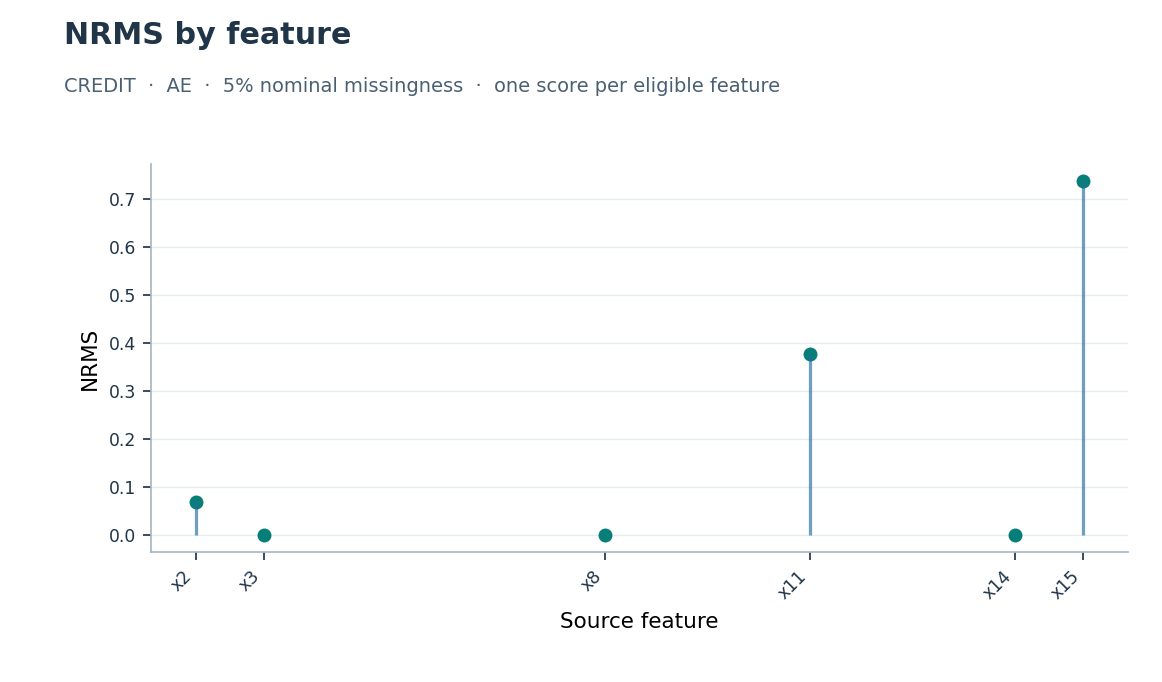 NRMS by feature
CREDIT · AE · 5% nominal missingness · one score per eligible feature
NRMS
0.7
0.6
0.5
0.4
0.3
0.2
0.1
0.0
x2 x3 x8 x11 x14 x15
Source feature